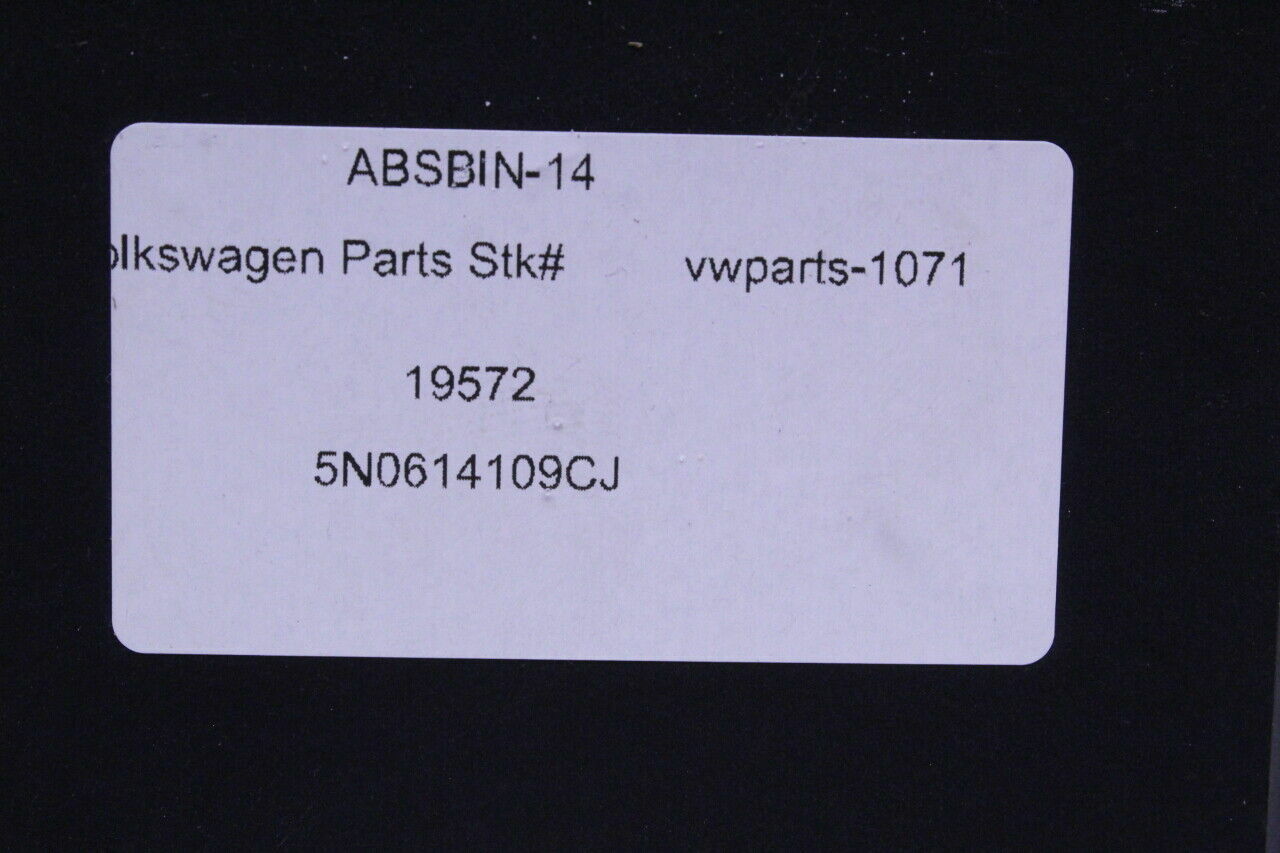 ABSBIN-14
olkswagen Parts Stk# vwparts-1071
19572
5N0614109CJ